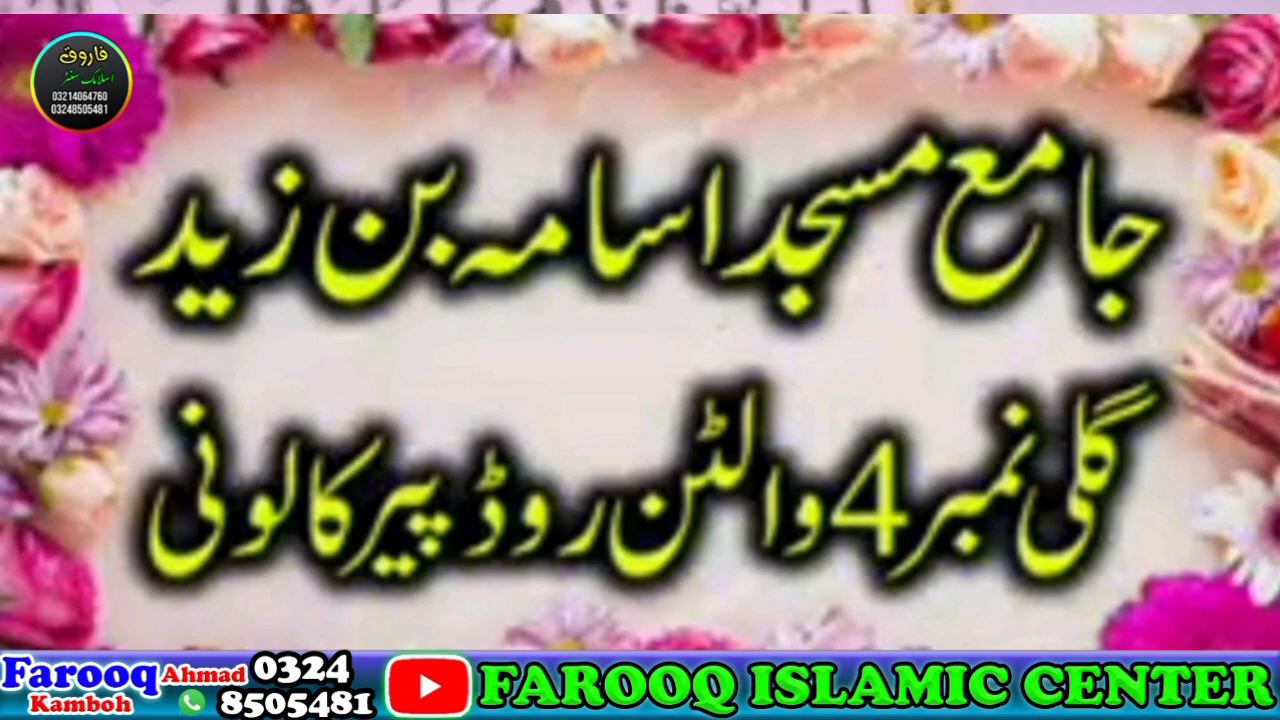 فاروق
اسلامک سنٹر
03214064760
03248505481
جامع مسجد اسامہ بن زید
گلی نمبر 4 والٹن روڈ پیر کالونی
Farooq Ahmad 0324
Kamboh 8505481
FAROOQ ISLAMIC CENTER